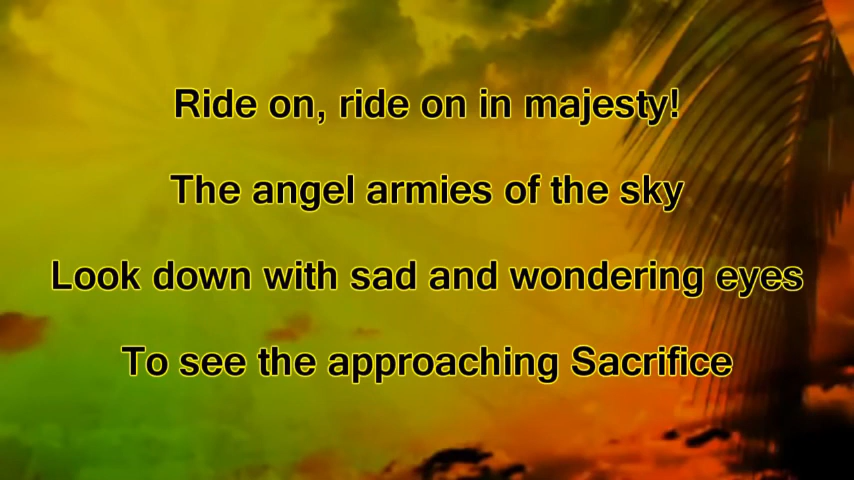 Ride on, ride on in majesty!
The angel armies of the sky
Look down with sad and wondering eyes
To see the approaching Sacrifice